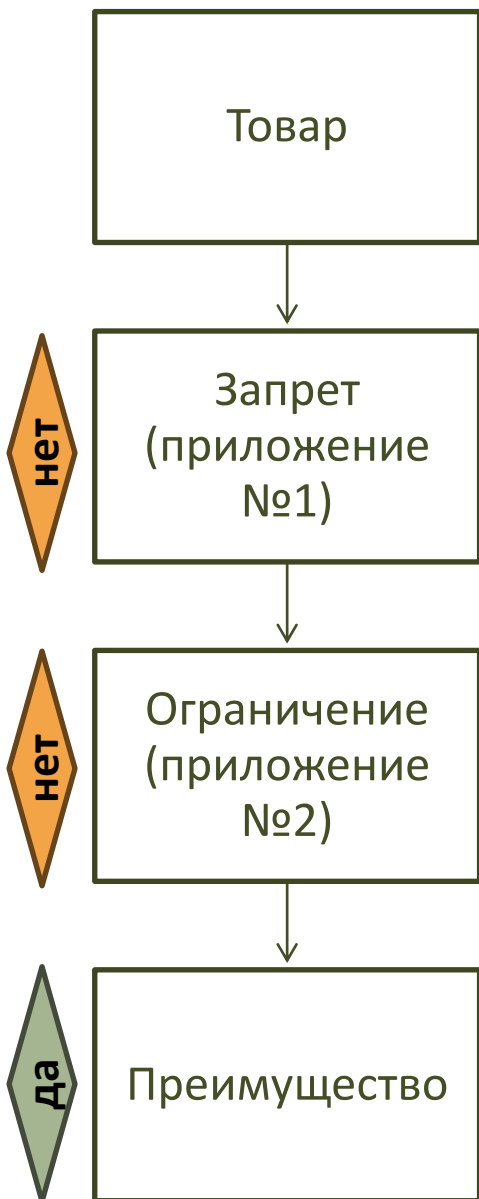 Товар
нет
Запрет
(приложение
№1)
нет
Ограничение
(приложение
№2)
да
Преимущество